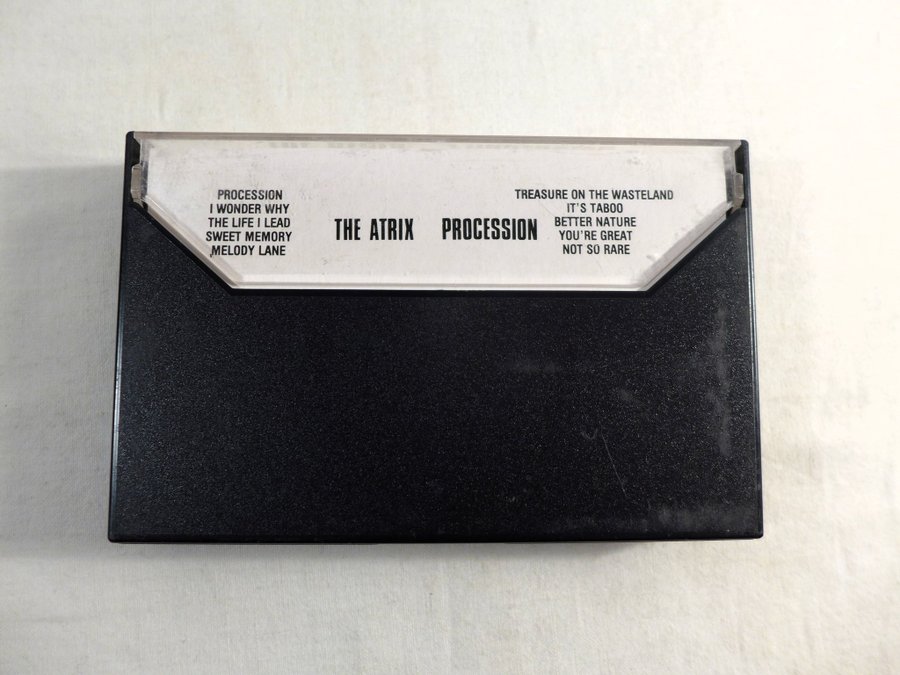 PROCESSION
I WONDER WHY
THE LIFE I LEAD
SWEET MEMORY
MELODY LANE
THE ATRIX PROCESSION
TREASURE ON THE WASTELAND
IT'S TABOO
BETTER NATURE
YOU'RE GREAT
NOT SO RARE